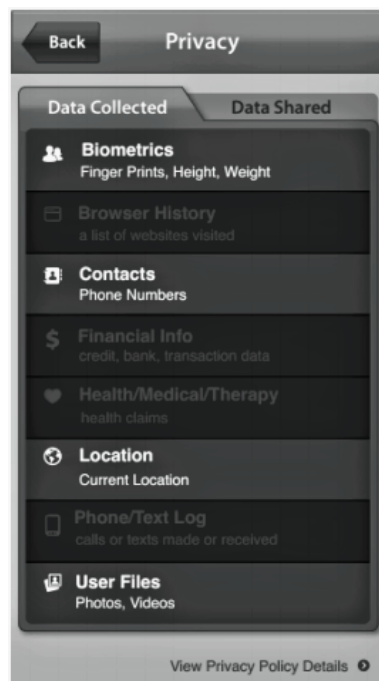 Back
Privacy
Data Collected
Data Shared
Biometrics
Finger Prints, Height, Weight
Browser History
a list of websites visited
Contacts
Phone Numbers
Financial Info
credit, bank, transaction data
Health/Medical/Therapy
health claims
Location
Current Location
Phone/Text Log
calls or texts made or received
User Files
Photos, Videos
View Privacy Policy Details